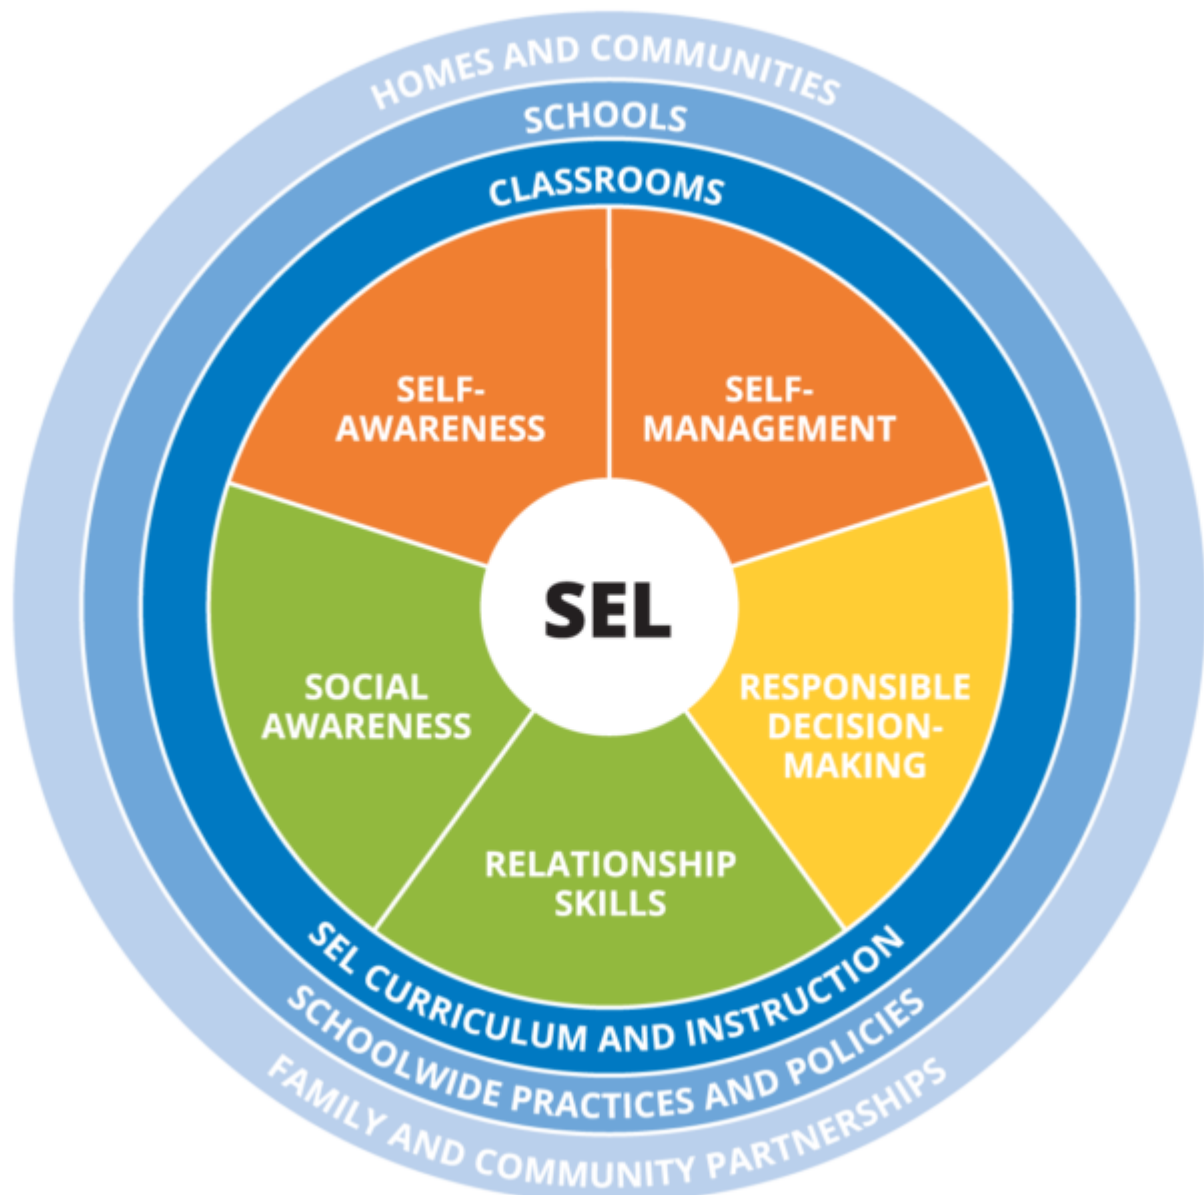 HOMES AND COMMUNITIES
SCHOOLS
CLASSROOMS
SELF-
AWARENESS
SELF-
MANAGEMENT
SEL
SOCIAL
AWARENESS
RESPONSIBLE
DECISION-
MAKING
RELATIONSHIP
SKILLS
SEL CURRICULUM AND INSTRUCTION
SCHOOLWIDE PRACTICES AND POLICIES
FAMILY AND COMMUNITY PARTNERSHIPS